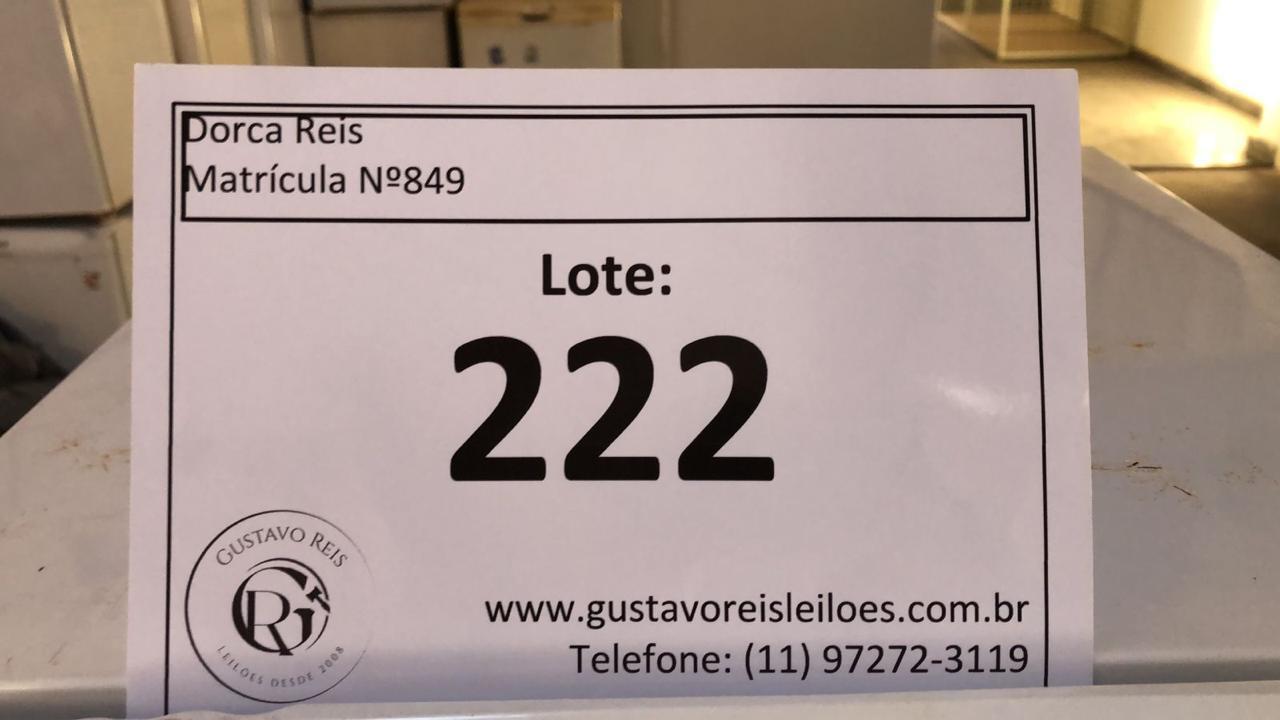 Dorca Reis
Matrícula Nº849
Lote:
222
GUSTAVO REIS
RG
LEILÕES DESDE 2008
www.gustavoreisleiloes.com.br
Telefone: (11) 97272-3119